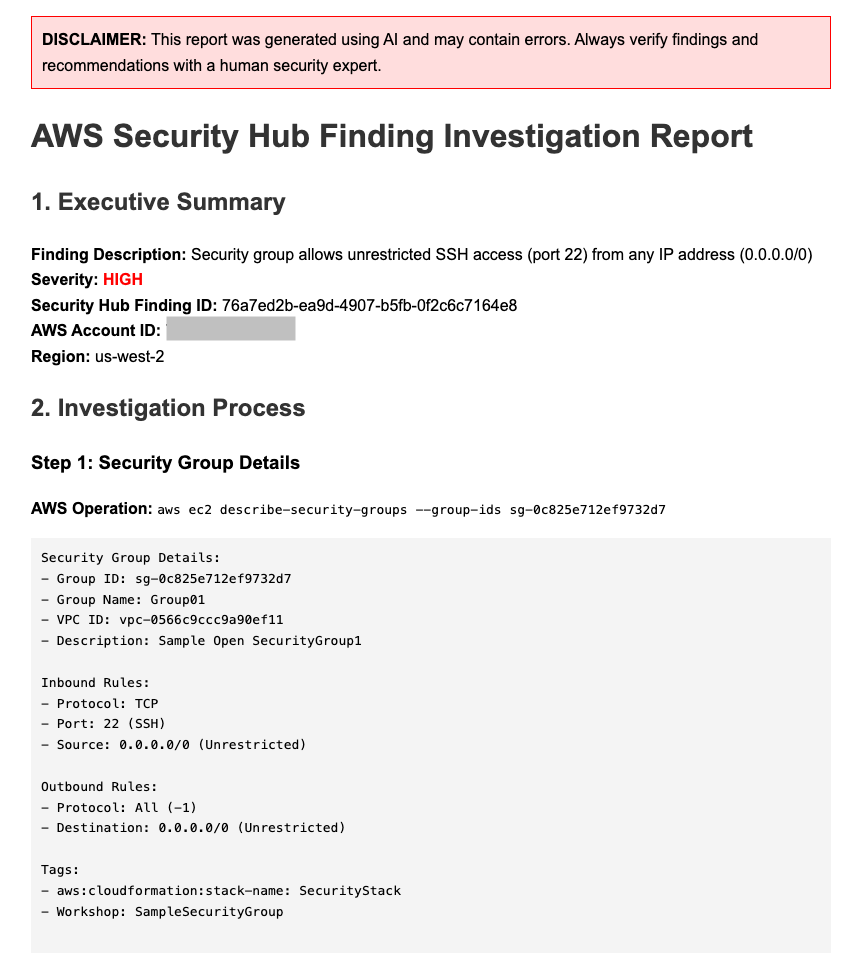 DISCLAIMER: This report was generated using AI and may contain errors. Always verify findings and
recommendations with a human security expert.
AWS Security Hub Finding Investigation Report
1. Executive Summary
Finding Description: Security group allows unrestricted SSH access (port 22) from any IP address (0.0.0.0/0)
Severity: HIGH
Security Hub Finding ID: 76a7ed2b-ea9d-4907-b5fb-0f2c6c7164e8
AWS Account ID:
Region: us-west-2
2. Investigation Process
Step 1: Security Group Details
AWS Operation: aws ec2 describe-security-groups --group-ids sg-0c825e712ef9732d7
Security Group Details:
- Group ID: sg-0c825e712ef9732d7
- Group Name: Group01
- VPC ID: vpc-0566c9ccc9a90ef11
- Description: Sample Open SecurityGroup1
Inbound Rules:
- Protocol: TCP
- Port: 22 (SSH)
- Source: 0.0.0.0/0 (Unrestricted)
Outbound Rules:
- Protocol: All (-1)
- Destination: 0.0.0.0/0 (Unrestricted)
Tags:
- aws:cloudformation:stack-name: SecurityStack
- Workshop: SampleSecurityGroup